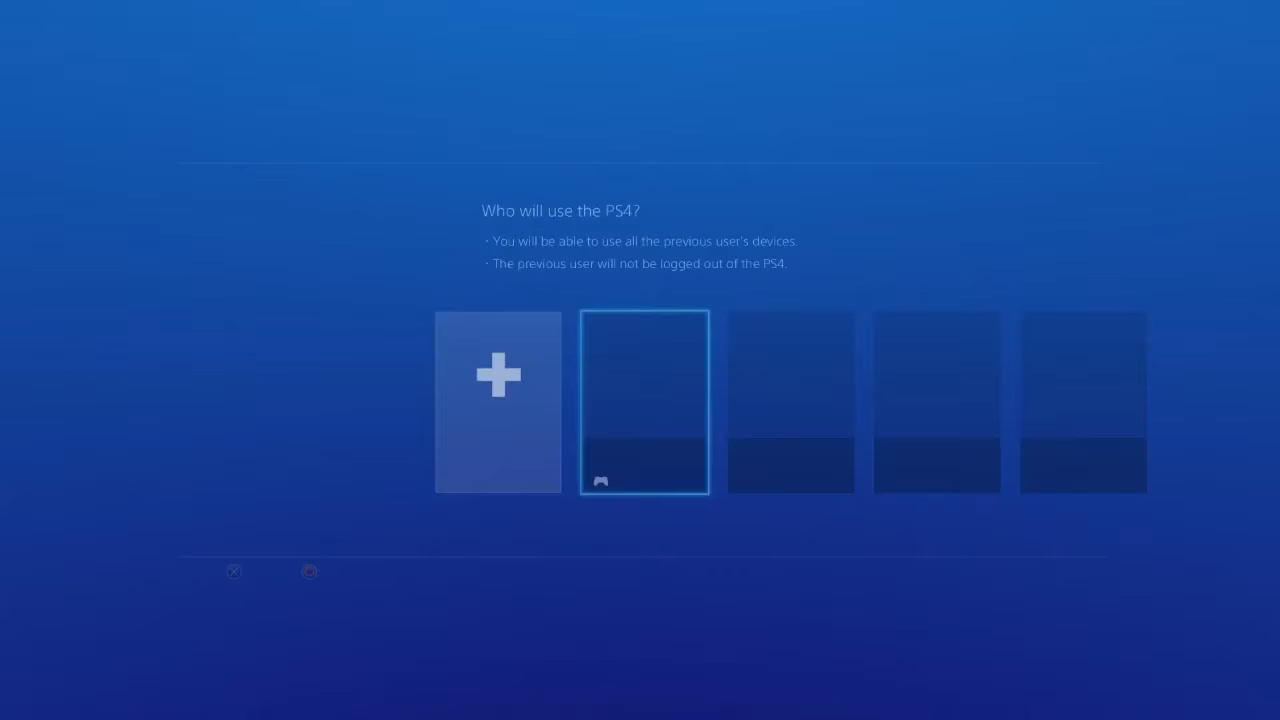 Who will use the PS4?
· You will be able to use all the previous user's devices.
· The previous user will not be logged out of the PS4.